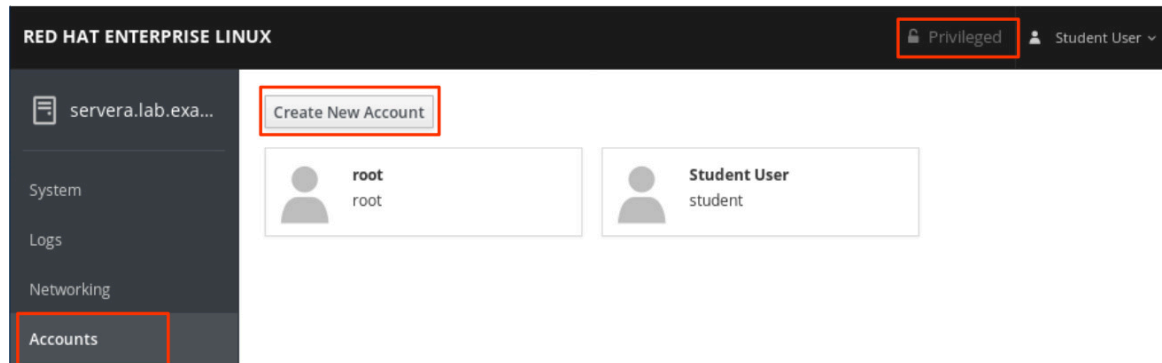 RED HAT ENTERPRISE LINUX
Privileged
Student User
servera.lab.exa...
Create New Account
root
root
Student User
student
System
Logs
Networking
Accounts